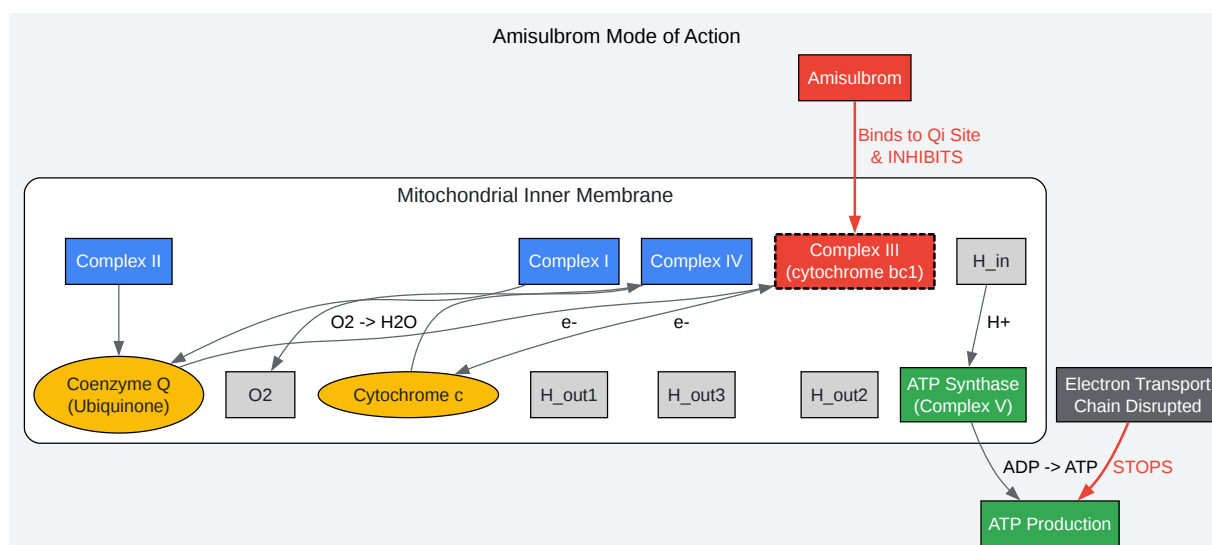 Amisulbrom Mode of Action
Amisulbrom
Binds to Qi Site
& INHIBITS
Mitochondrial Inner Membrane
Complex II
Complex I
Complex IV
Complex III
(cytochrome bc1)
H_in
O2 -> H2O
e-
e-
H+
Coenzyme Q
(Ubiquinone)
O2
Cytochrome c
H_out1
H_out3
H_out2
ATP Synthase
(Complex V)
Electron Transport
Chain Disrupted
ADP -> ATP
STOPS
ATP Production